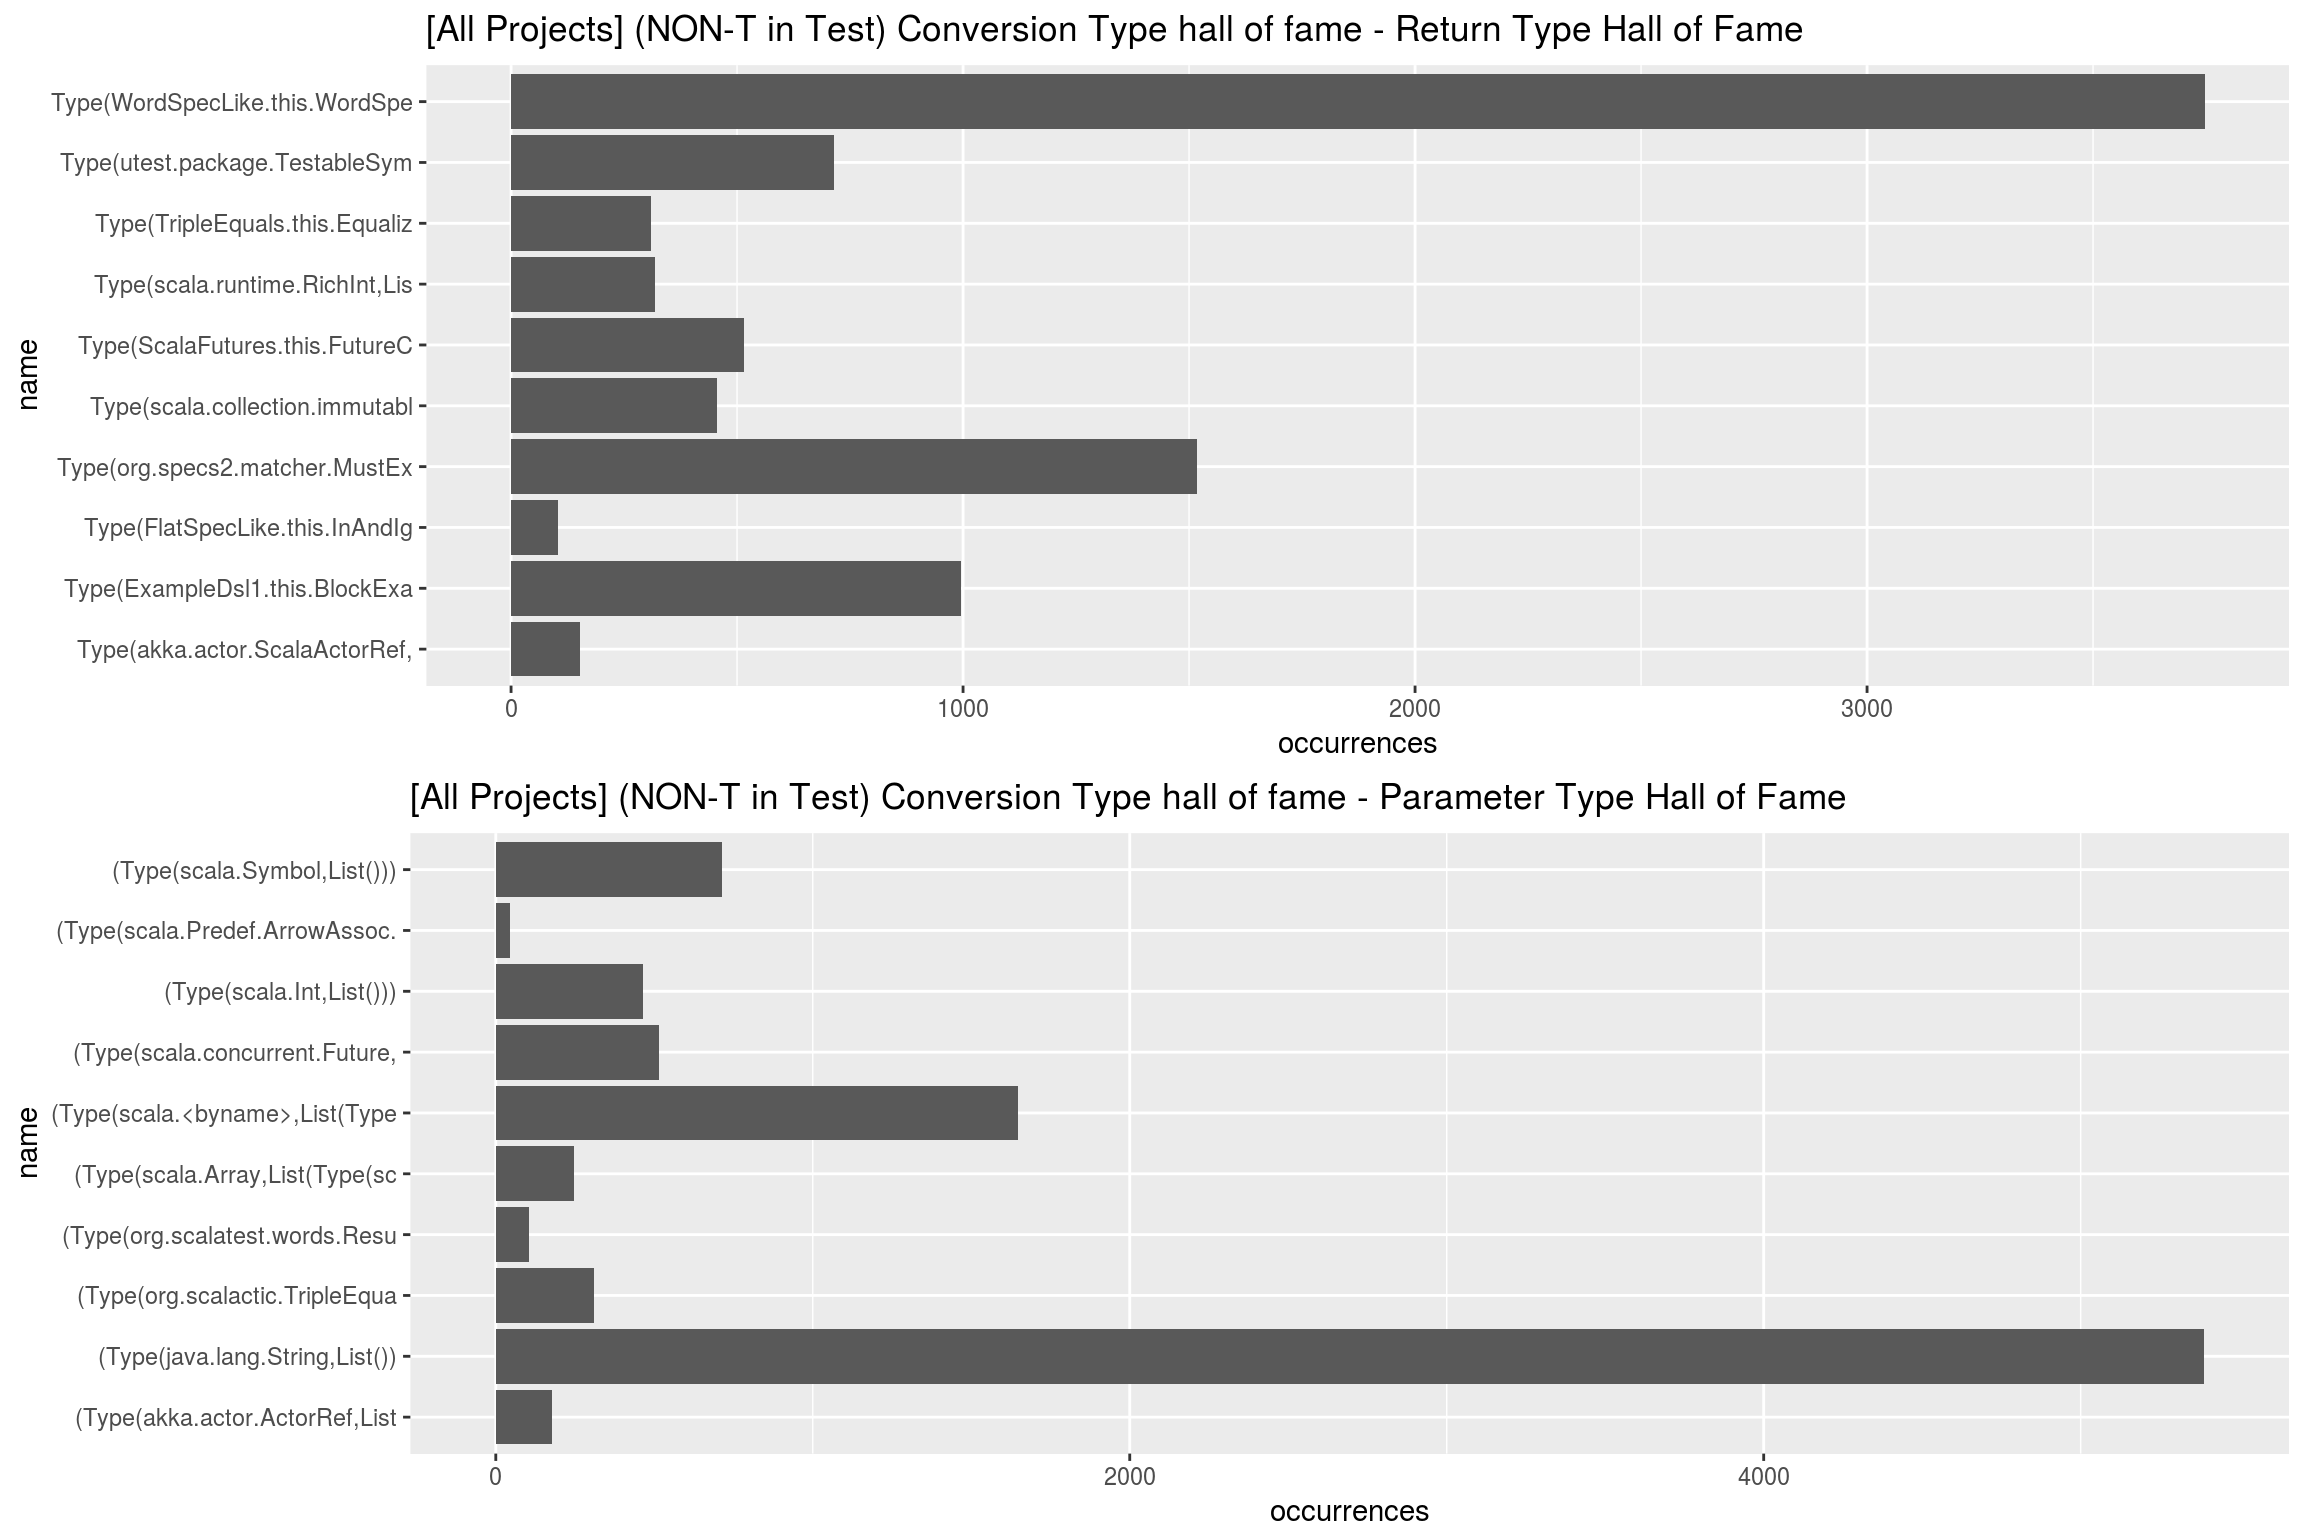 [All Projects] (NON-T in Test) Conversion Type hall of fame - Return Type Hall of Fame
name
Type(WordSpecLike.this.WordSpe
Type(utest.package.TestableSym
Type(TripleEquals.this.Equaliz
Type(scala.runtime.RichInt,Lis
Type(ScalaFutures.this.FutureC
Type(scala.collection.immutabl
Type(org.specs2.matcher.MustEx
Type(FlatSpecLike.this.InAndIg
Type(ExampleDsl1.this.BlockExa
Type(akka.actor.ScalaActorRef,
0 1000 2000 3000
occurrences
[All Projects] (NON-T in Test) Conversion Type hall of fame - Parameter Type Hall of Fame
name
(Type(scala.Symbol,List()))
(Type(scala.Predef.ArrowAssoc.
(Type(scala.Int,List()))
(Type(scala.concurrent.Future,
(Type(scala.<byname>,List(Type
(Type(scala.Array,List(Type(sc
(Type(org.scalatest.words.Resu
(Type(org.scalactic.TripleEqua
(Type(java.lang.String,List())
(Type(akka.actor.ActorRef,List
0 2000 4000
occurrences